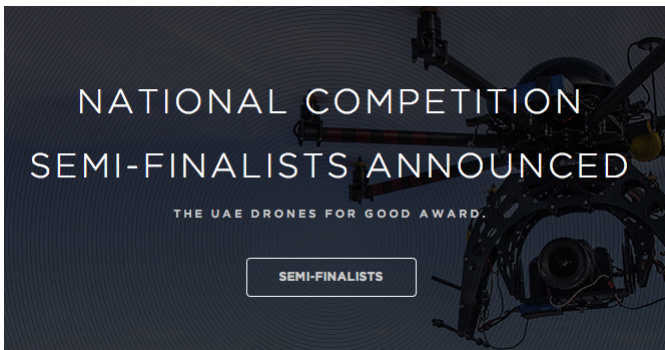 NATIONAL COMPETITION
SEMI-FINALISTS ANNOUNCED
THE UAE DRONES FOR GOOD AWARD.
SEMI-FINALISTS